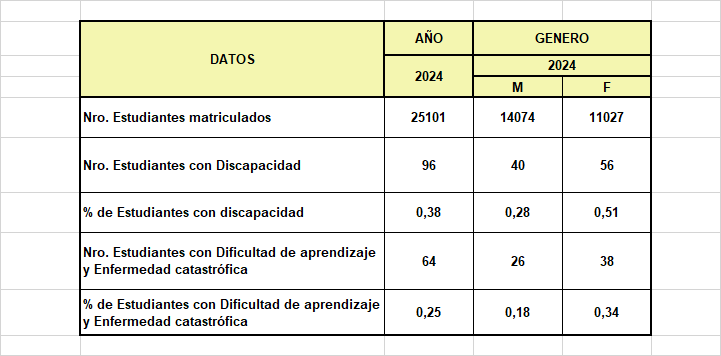 DATOS
AÑO
GENERO
2024
2024
M
F
Nro. Estudiantes matriculados
25101
14074
11027
Nro. Estudiantes con Discapacidad
96
40
56
% de Estudiantes con discapacidad
0,38
0,28
0,51
Nro. Estudiantes con Dificultad de aprendizaje
y Enfermedad catastrófica
64
26
38
% de Estudiantes con Dificultad de aprendizaje
y Enfermedad catastrófica
0,25
0,18
0,34